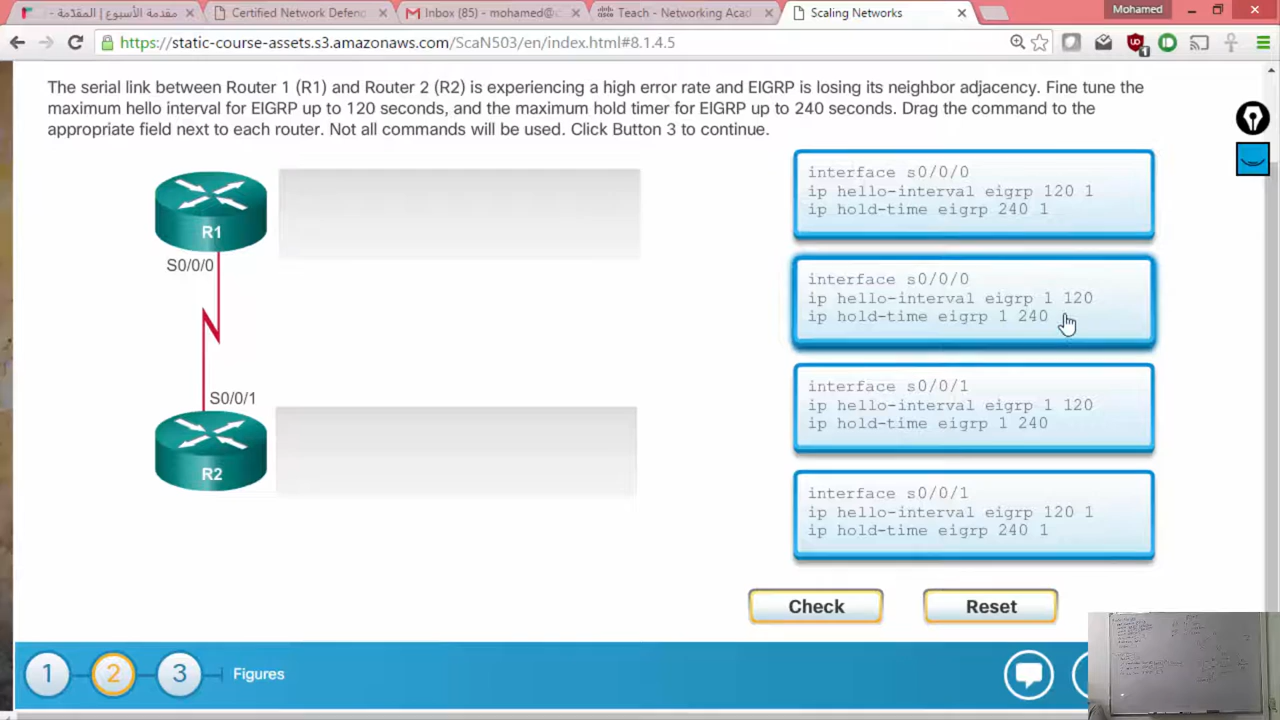 مقدمة الأسبوع | المقدّمة -
Certified Network Defend
Inbox (85) - mohamed@c
Teach - Networking Acad
Scaling Networks
Mohamed
https://static-course-assets.s3.amazonaws.com/ScaN503/en/index.html#8.1.4.5
The serial link between Router 1 (R1) and Router 2 (R2) is experiencing a high error rate and EIGRP is losing its neighbor adjacency. Fine tune the
maximum hello interval for EIGRP up to 120 seconds, and the maximum hold timer for EIGRP up to 240 seconds. Drag the command to the
appropriate field next to each router. Not all commands will be used. Click Button 3 to continue.
R1
S0/0/0
S0/0/1
R2
interface s0/0/0
ip hello-interval eigrp 120 1
ip hold-time eigrp 240 1
interface s0/0/0
ip hello-interval eigrp 1 120
ip hold-time eigrp 1 240
interface s0/0/1
ip hello-interval eigrp 1 120
ip hold-time eigrp 1 240
interface s0/0/1
ip hello-interval eigrp 120 1
ip hold-time eigrp 240 1
Check
Reset
1
2
3
Figures